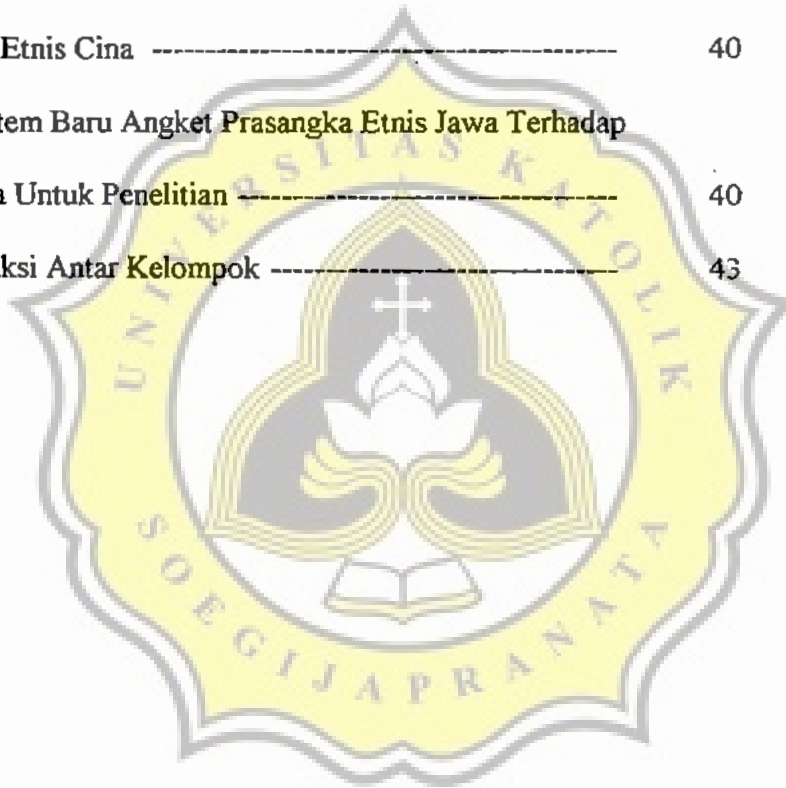 Etnis Cina ---------------------------------------- 40
tem Baru Angket Prasangka Etnis Jawa Terhadap
Untuk Penelitian --------------------------------- 40
ksi Antar Kelompok ------------------------------ 43
UNIVERSITAS KATOLIK
SOEGIJAPRANATA